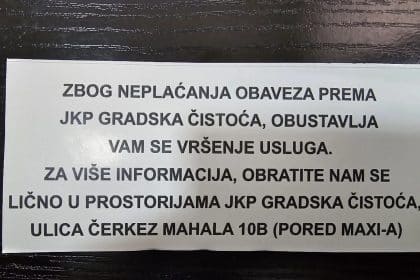 ZBOG NEPLAĆANJA OBAVEZA PREMA
JKP GRADSKA ČISTOĆA, OBUSTAVLJA
VAM SE VRŠENJE USLUGA.
ZA VIŠE INFORMACIJA, OBRATITE NAM SE
LIČNO U PROSTORIJAMA JKP GRADSKA ČISTOĆA,
ULICA ČERKEZ MAHALA 10B (PORED MAXI-A)